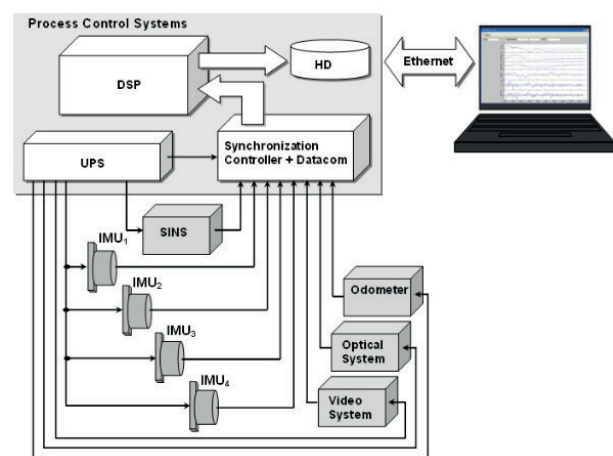 Process Control Systems
DSP
HD
Ethernet
UPS
Synchronization
Controller + Datacom
SINS
IMU₁
IMU₂
IMU₃
IMU₄
Odometer
Optical
System
Video
System